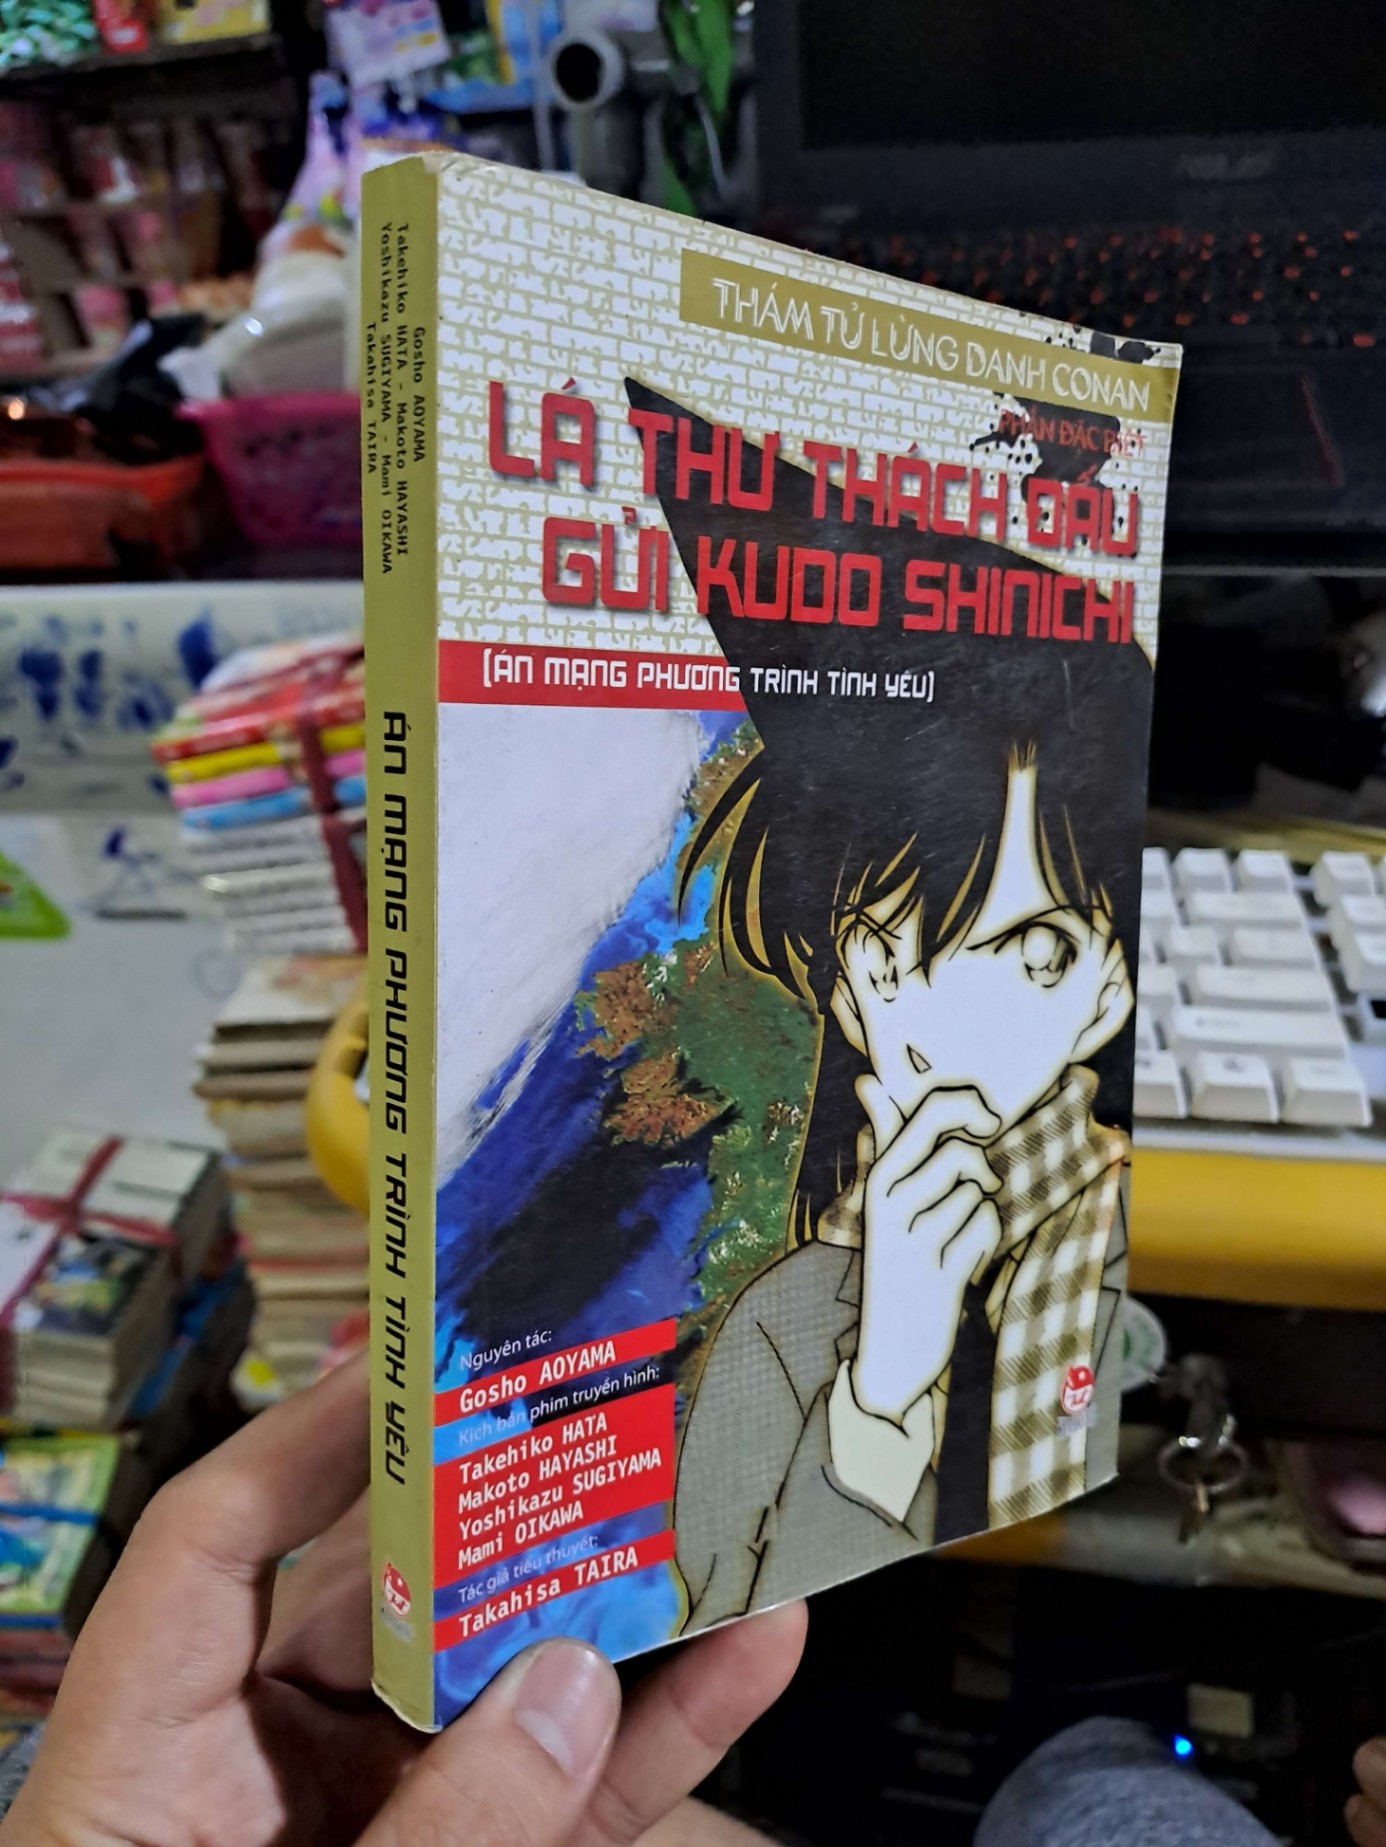 Gosho AOYAMA
Takehiko HATA - Makoto HAYASHI
Yoshikazu SUGIYAMA - Mami OIKAWA
Takahisa TAIRA
ÁN MẠNG PHƯƠNG TRÌNH TÌNH YÊU
THÁM TỬ LỪNG DANH CONAN
PHẦN ĐẶC BIỆT
LÁ THƯ THÁCH ĐẤU
GỬI KUDO SHINICHI
(ÁN MẠNG PHƯƠNG TRÌNH TÌNH YÊU)
Nguyên tác:
Gosho AOYAMA
Kịch bản phim truyền hình:
Takehiko HATA
Makoto HAYASHI
Yoshikazu SUGIYAMA
Mami OIKAWA
Tác giả tiểu thuyết:
Takahisa TAIRA